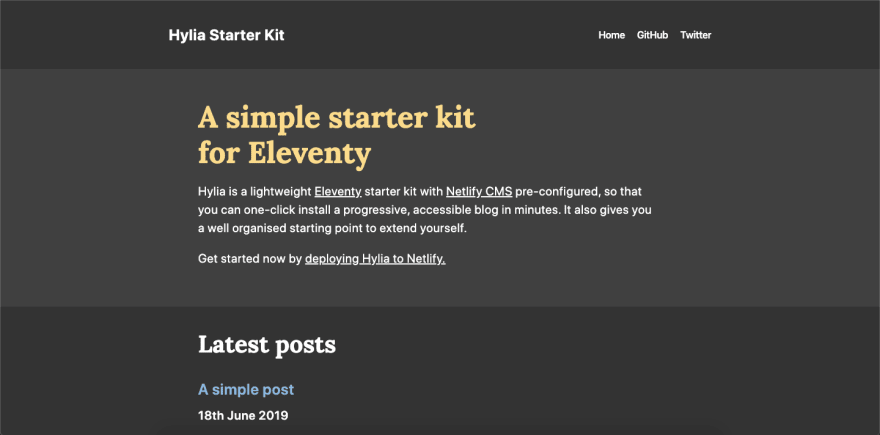 Hylia Starter Kit
Home GitHub Twitter
A simple starter kit
for Eleventy
Hylia is a lightweight Eleventy starter kit with Netlify CMS pre-configured, so that
you can one-click install a progressive, accessible blog in minutes. It also gives you
a well organised starting point to extend yourself.
Get started now by deploying Hylia to Netlify.
Latest posts
A simple post
18th June 2019